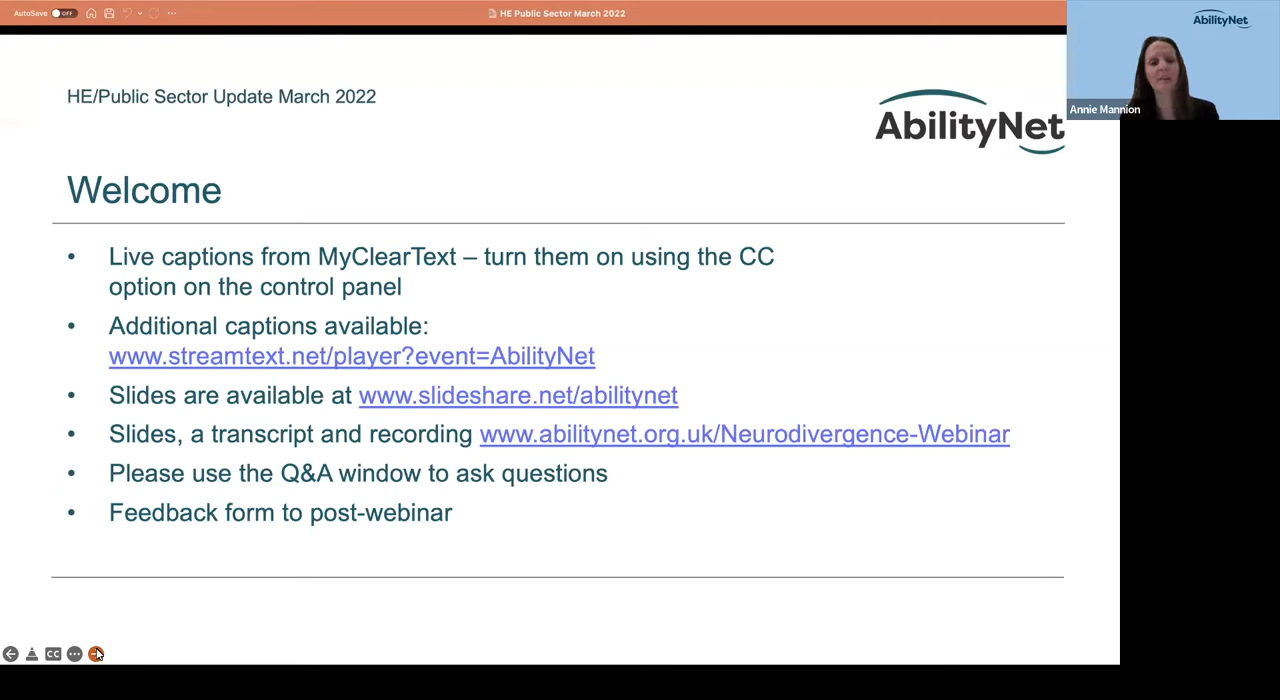 AutoSave OFF
HE Public Sector March 2022
AbilityNet
Annie Mannion
HE/Public Sector Update March 2022
AbilityNet
Welcome
• Live captions from MyClearText – turn them on using the CC
option on the control panel
• Additional captions available:
www.streamtext.net/player?event=AbilityNet
• Slides are available at www.slideshare.net/abilitynet
• Slides, a transcript and recording www.abilitynet.org.uk/Neurodivergence-Webinar
• Please use the Q&A window to ask questions
• Feedback form to post-webinar
CC